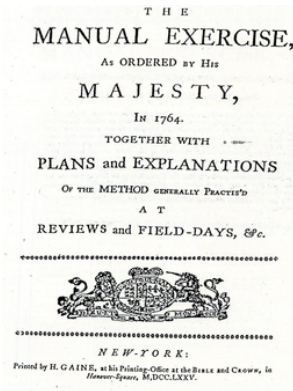 THE
MANUAL EXERCISE,
As ORDERED BY HIS
MAJESTY,
IN 1764.
TOGETHER WITH
PLANS and EXPLANATIONS
OF THE METHOD GENERALLY PRACTIS'D
AT
REVIEWS and FIELD-DAYS, &c.
NEW-YORK:
Printed by H. GAINE, at his Printing-Office at the BIBLE and CROWN, in
Hanover-Square, M,DCC,LXXV.